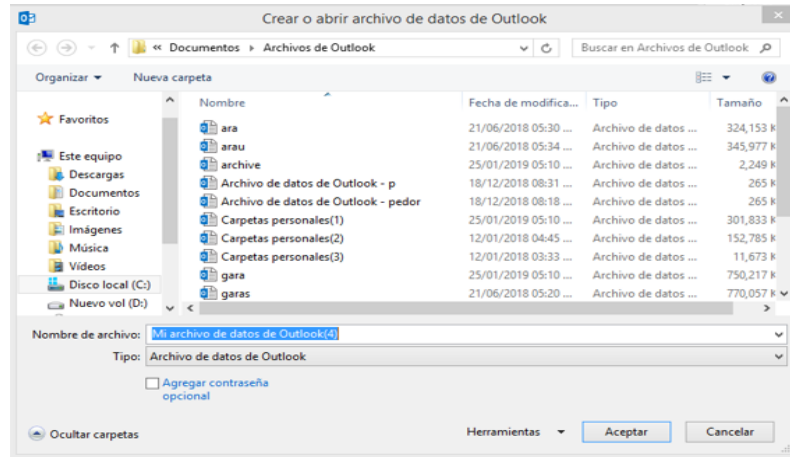 Crear o abrir archivo de datos de Outlook
« Documentos Archivos de Outlook
Buscar en Archivos de Outlook
Organizar
Nueva carpeta
Nombre Fecha de modifica... Tipo Tamaño
Favoritos
Este equipo
Descargas
Documentos
Escritorio
Imágenes
Música
Vídeos
Disco local (C:)
Nuevo vol (D:)
ara 21/06/2018 05:30 ... Archivo de datos ... 324,153 K
arau 21/06/2018 05:34 ... Archivo de datos ... 345,977 K
archive 25/01/2019 05:10 ... Archivo de datos ... 2,249 K
Archivo de datos de Outlook - p 18/12/2018 08:31 ... Archivo de datos ... 265 K
Archivo de datos de Outlook - pedor 18/12/2018 08:18 ... Archivo de datos ... 265 K
Carpetas personales(1) 25/01/2019 05:10 ... Archivo de datos ... 301,833 K
Carpetas personales(2) 12/01/2018 04:45 ... Archivo de datos ... 152,785 K
Carpetas personales(3) 12/01/2018 03:33 ... Archivo de datos ... 11,673 K
gara 25/01/2019 05:10 ... Archivo de datos ... 750,217 K
garas 21/06/2018 05:20 ... Archivo de datos ... 770,057 K
Nombre de archivo: Mi archivo de datos de Outlook(4)
Tipo: Archivo de datos de Outlook
Agregar contraseña
opcional
Ocultar carpetas
Herramientas
Aceptar
Cancelar